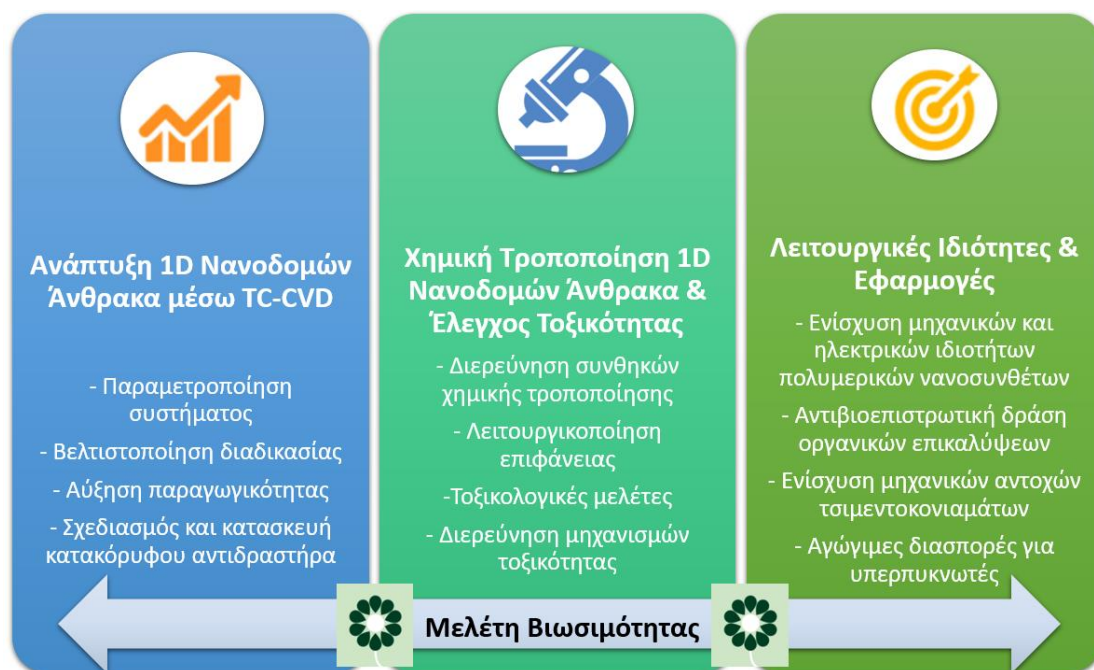 Ανάπτυξη 1D Νανοδομών
Άνθρακα μέσω TC-CVD
- Παραμετροποίηση
συστήματος
- Βελτιστοποίηση διαδικασίας
- Αύξηση παραγωγικότητας
- Σχεδιασμός και κατασκευή
κατακόρυφου αντιδραστήρα
Χημική Τροποποίηση 1D
Νανοδομών Άνθρακα &
Έλεγχος Τοξικότητας
- Διερεύνηση συνθηκών
χημικής τροποποίησης
- Λειτουργικοποίηση
επιφάνειας
-Τοξικολογικές μελέτες
- Διερεύνηση μηχανισμών
τοξικότητας
Λειτουργικές Ιδιότητες &
Εφαρμογές
- Ενίσχυση μηχανικών και
ηλεκτρικών ιδιοτήτων
πολυμερικών νανοσυνθέτων
- Αντιβιοεπιστρωτική δράση
οργανικών επικαλύψεων
- Ενίσχυση μηχανικών αντοχών
τσιμεντοκονιαμάτων
- Αγώγιμες διασπορές για
υπερπυκνωτές
Μελέτη Βιωσιμότητας